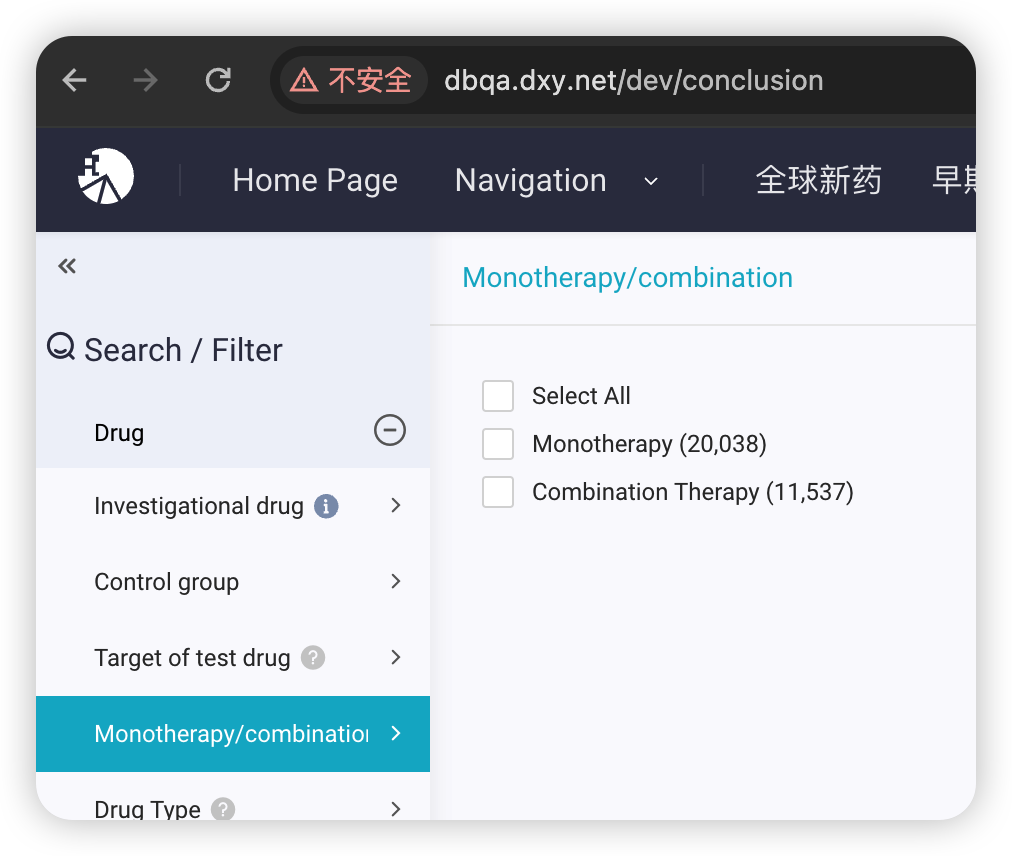 不安全 dbqa.dxy.net/dev/conclusion
Home Page Navigation 全球新药
Monotherapy/combination
Search / Filter
Select All
Drug
Monotherapy (20,038)
Combination Therapy (11,537)
Investigational drug
Control group
Target of test drug ?
Monotherapy/combination
Drug Type ?